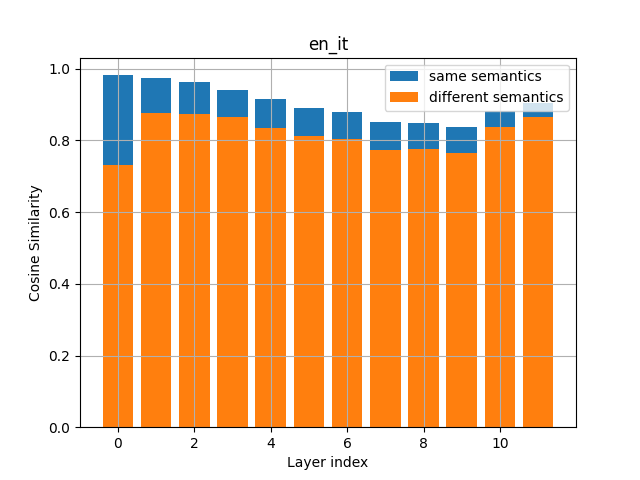 en_it
same semantics
different semantics
1.0
0.8
0.6
0.4
0.2
0.0
Cosine Similarity
0 2 4 6 8 10
Layer index